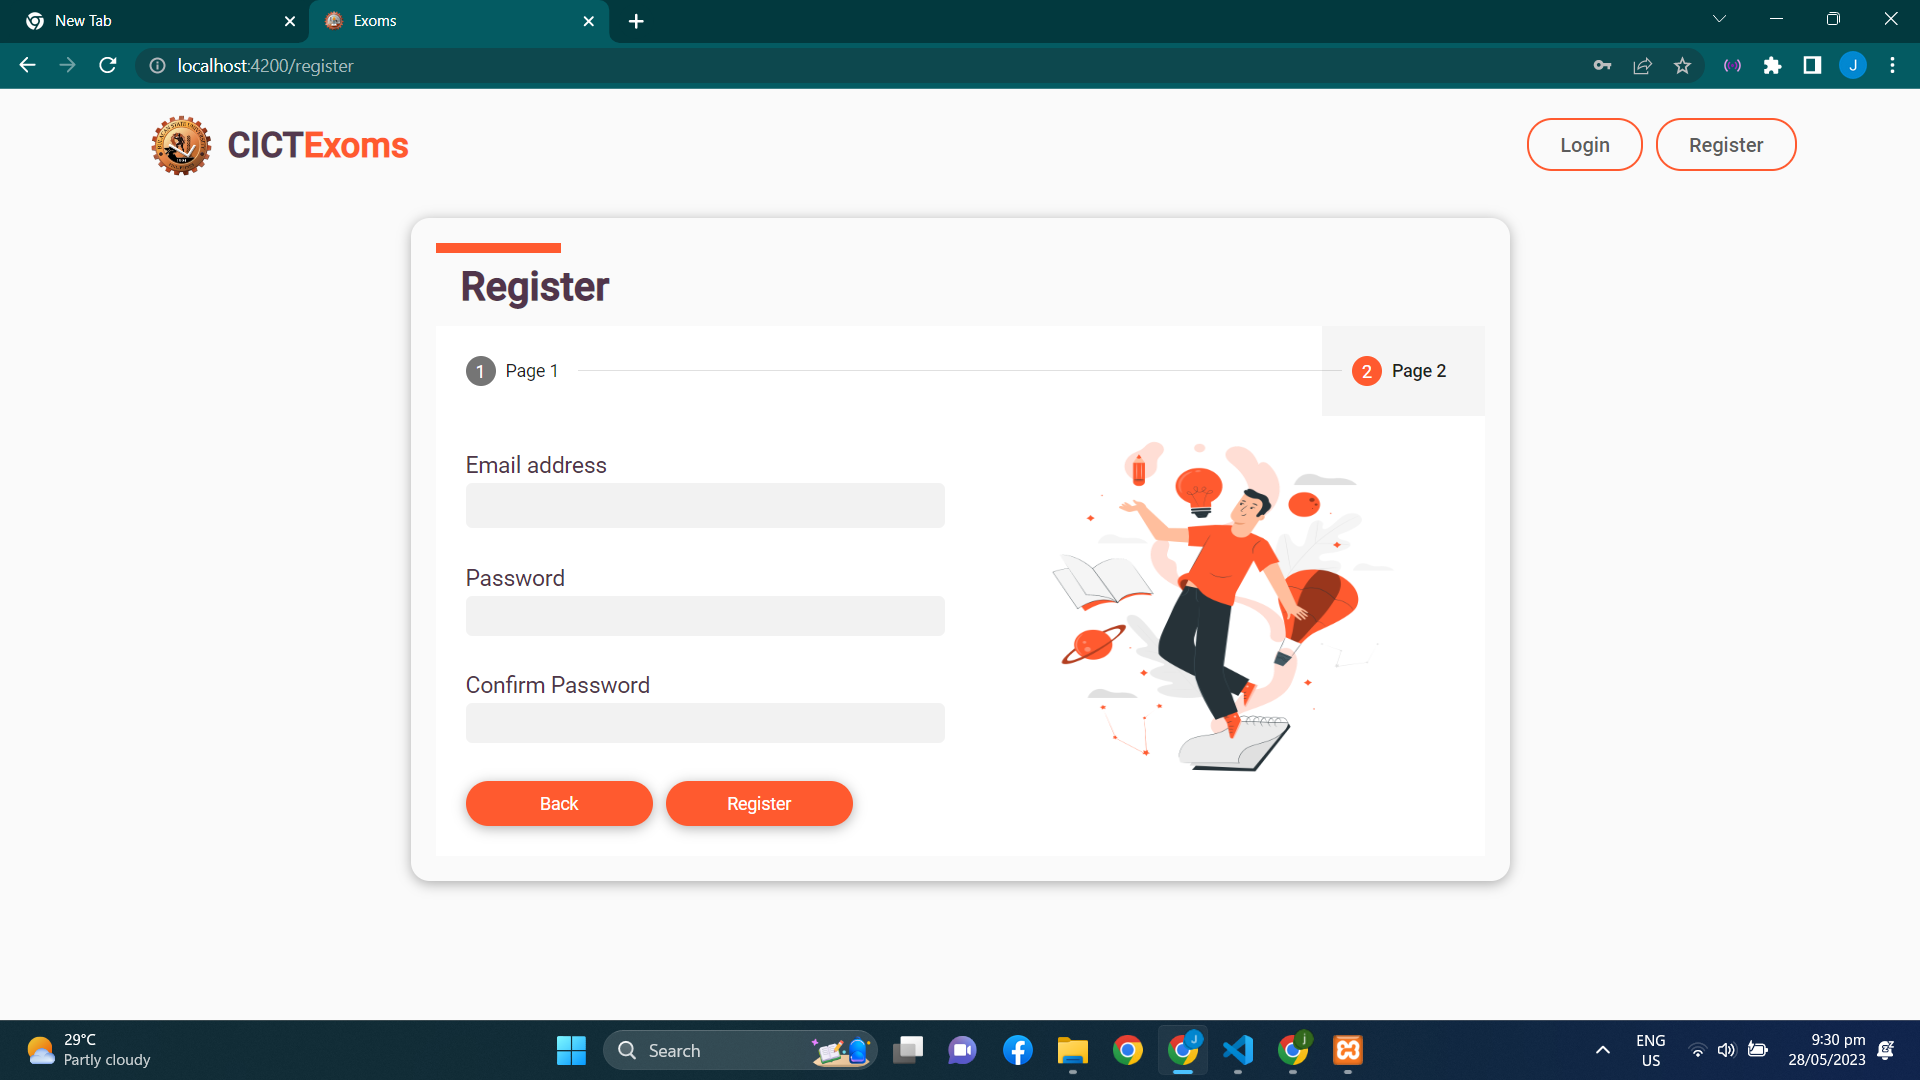 New Tab
Exoms
localhost:4200/register
J
CICTExoms
Login
Register
Register
1 Page 1
2 Page 2
Email address
Password
Confirm Password
Back
Register
29°C
Partly cloudy
Search
J
j
ENG
US
9:30 pm
28/05/2023